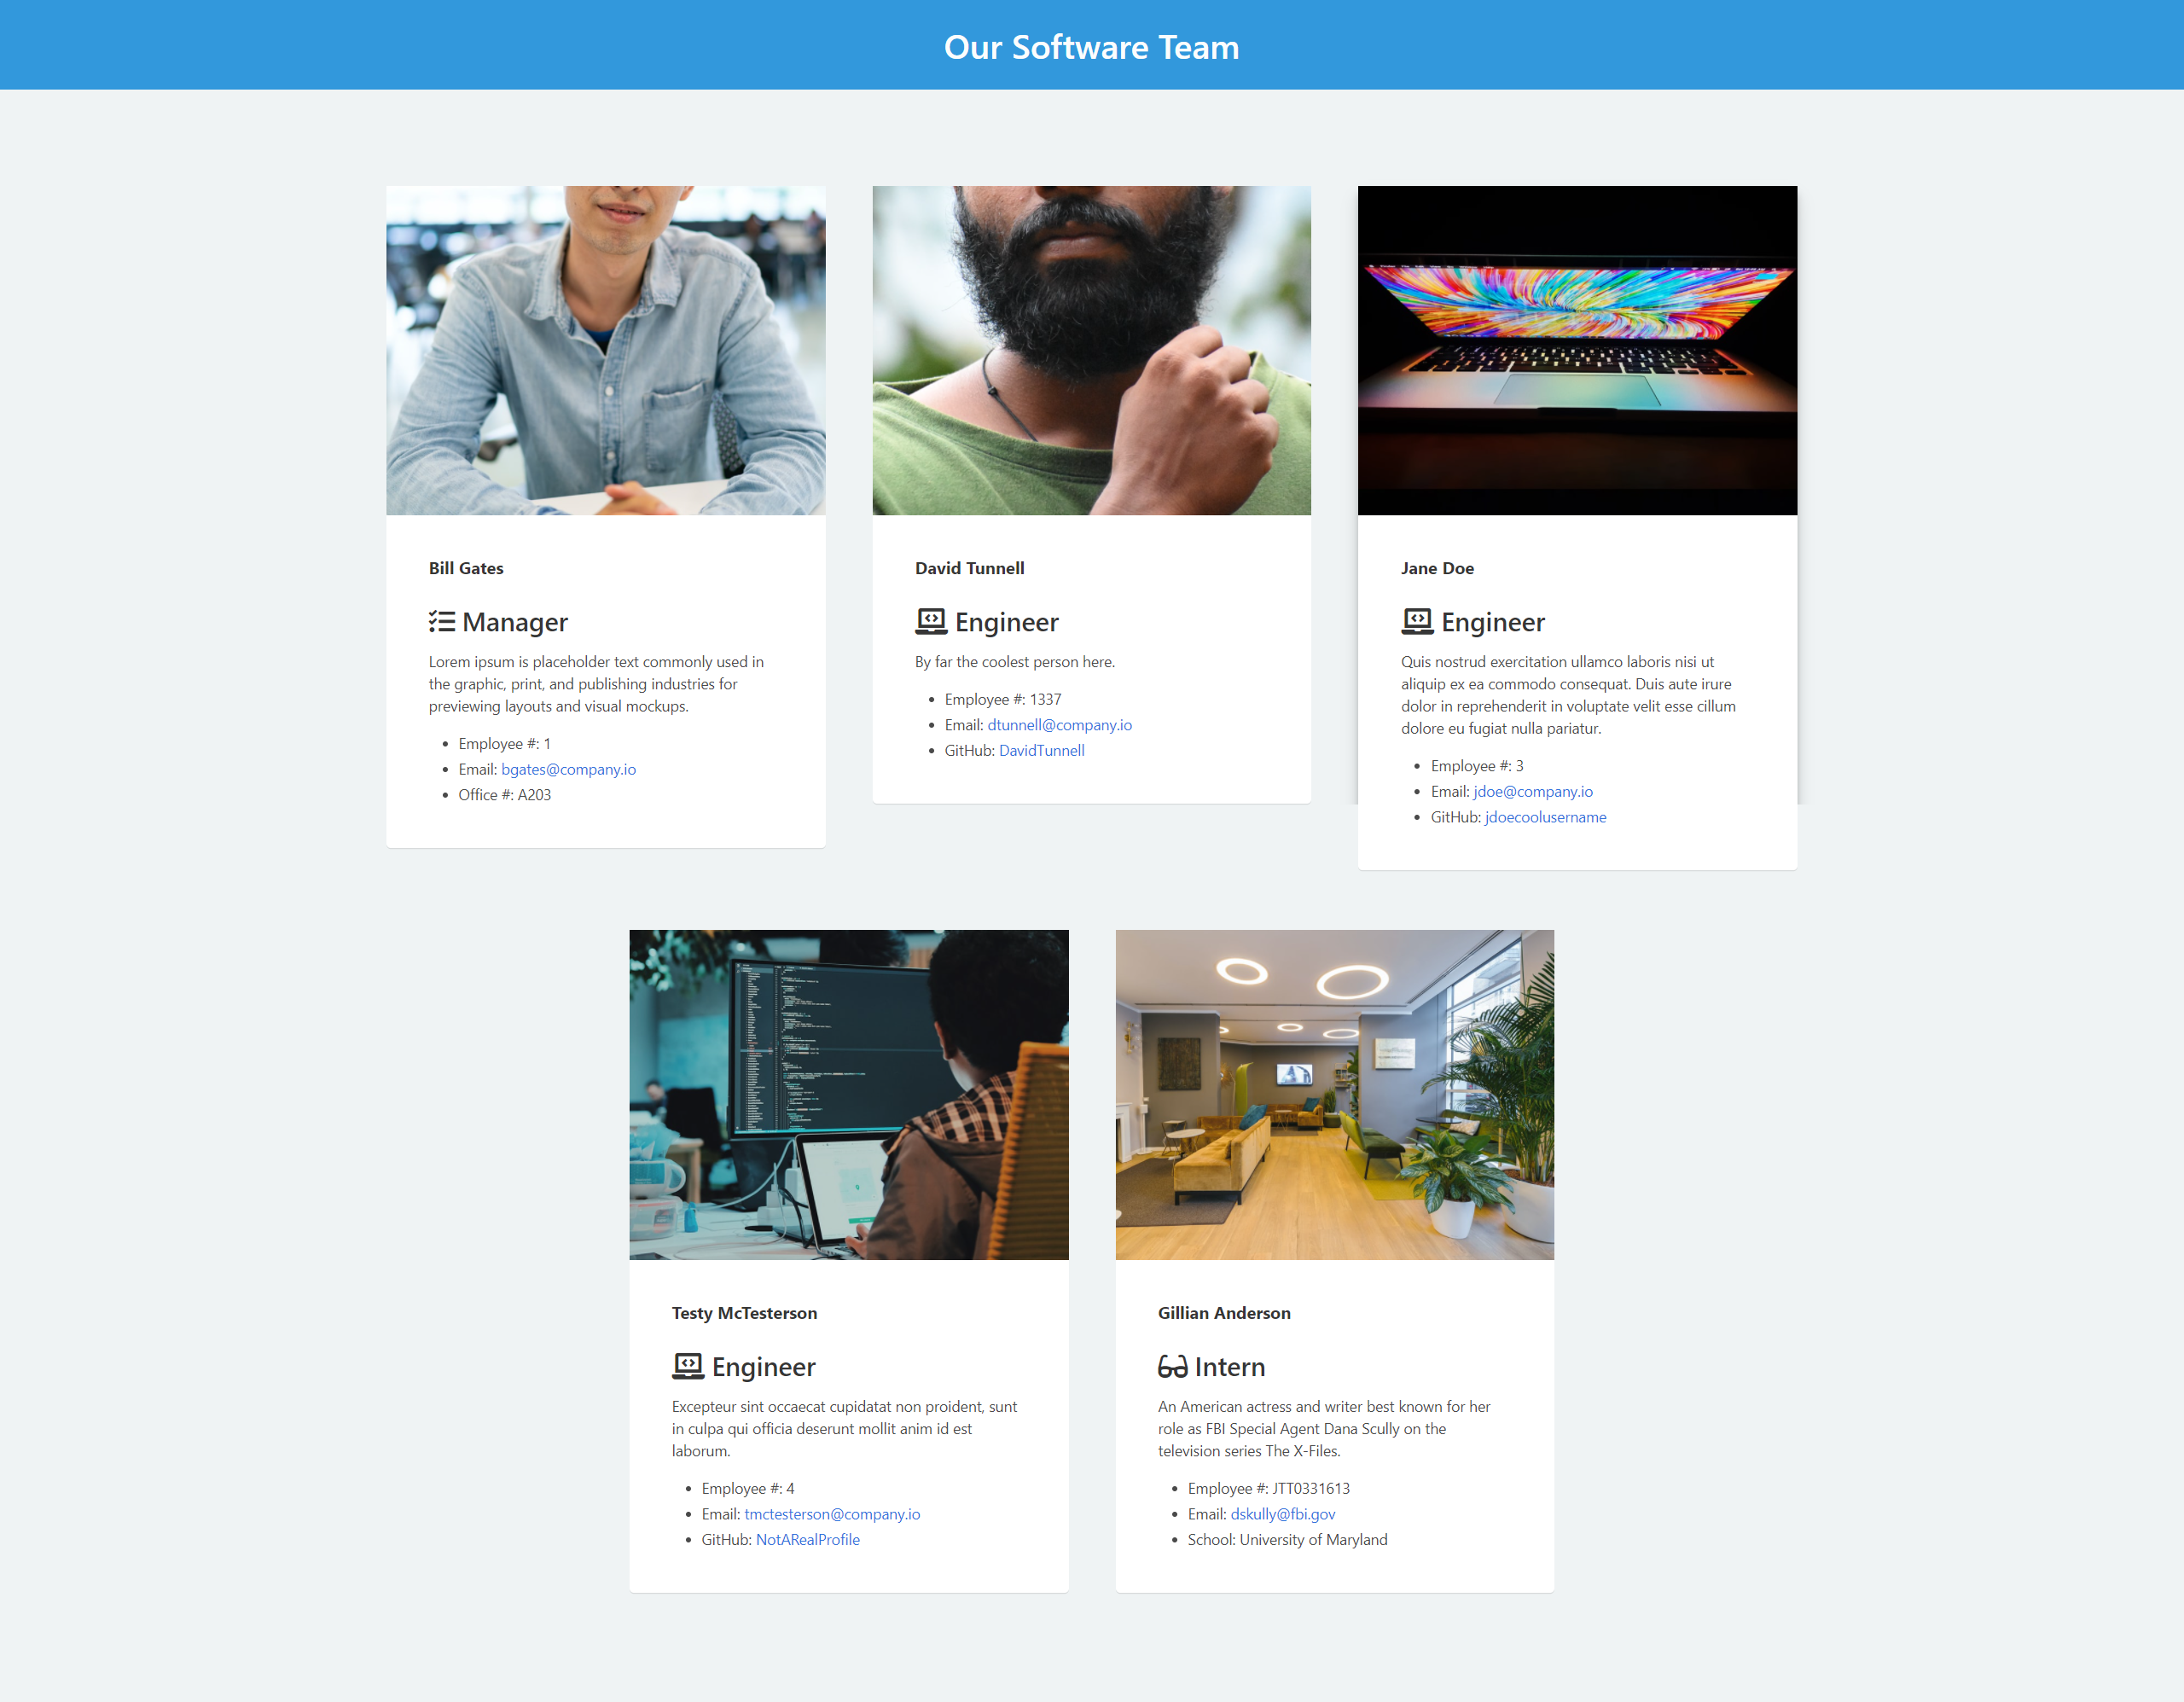 Our Software Team
Bill Gates
Manager
Lorem ipsum is placeholder text commonly used in
the graphic, print, and publishing industries for
previewing layouts and visual mockups.
Employee #: 1
Email: bgates@company.io
Office #: A203
David Tunnell
Engineer
By far the coolest person here.
Employee #: 1337
Email: dtunnell@company.io
GitHub: DavidTunnell
Jane Doe
Engineer
Quis nostrud exercitation ullamco laboris nisi ut
aliquip ex ea commodo consequat. Duis aute irure
dolor in reprehenderit in voluptate velit esse cillum
dolore eu fugiat nulla pariatur.
Employee #: 3
Email: jdoe@company.io
GitHub: jdoecoolusername
Testy McTesterson
Engineer
Excepteur sint occaecat cupidatat non proident, sunt
in culpa qui officia deserunt mollit anim id est
laborum.
Employee #: 4
Email: tmctesterson@company.io
GitHub: NotARealProfile
Gillian Anderson
Intern
An American actress and writer best known for her
role as FBI Special Agent Dana Scully on the
television series The X-Files.
Employee #: JTT0331613
Email: dskully@fbi.gov
School: University of Maryland